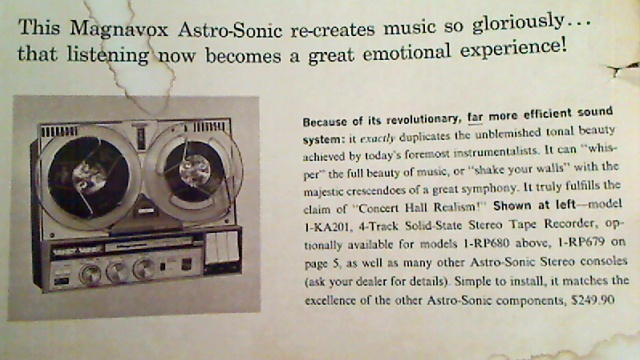 This Magnavox Astro-Sonic re-creates music so gloriously...
that listening now becomes a great emotional experience!
Because of its revolutionary, far more efficient sound
system: it exactly duplicates the unblemished tonal beauty
achieved by today's foremost instrumentalists. It can "whis-
per" the full beauty of music, or "shake your walls" with the
majestic crescendoes of a great symphony. It truly fulfills the
claim of "Concert Hall Realism!" Shown at left—model
1-KA201, 4-Track Solid-State Stereo Tape Recorder, op-
tionally available for models 1-RP680 above, 1-RP679 on
page 5, as well as many other Astro-Sonic Stereo consoles
(ask your dealer for details). Simple to install, it matches the
excellence of the other Astro-Sonic components, $249.90